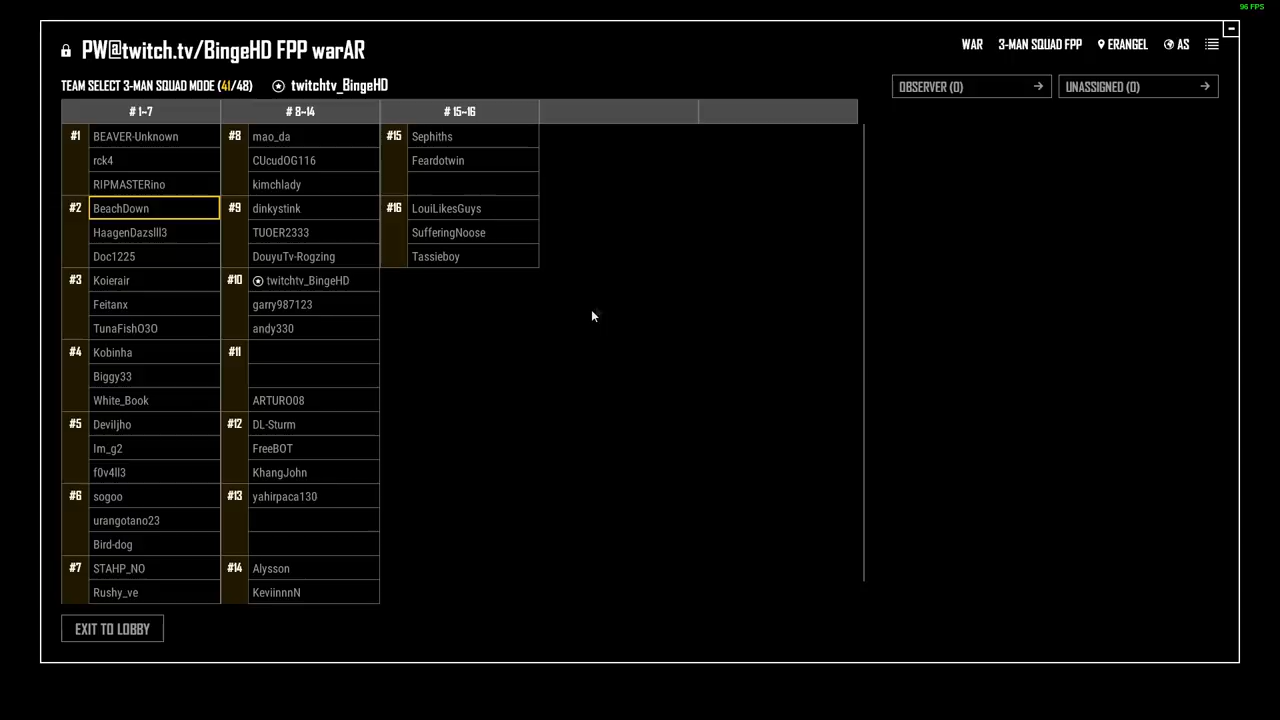 96 FPS
PW@twitch.tv/BingeHD FPP warAR
WAR 3-MAN SQUAD FPP ERANGEL AS
TEAM SELECT 3-MAN SQUAD MODE (41/48) twitchtv_BingeHD
OBSERVER (0) UNASSIGNED (0)
# 1~7 # 8~14 # 15~16
#1 BEAVER-Unknown #8 mao_da #15 Sephiths
rck4 CUcudOG116 Feardotwin
RIPMASTERino kimchlady
#2 BeachDown #9 dinkystink #16 LouiLikesGuys
HaagenDazslll3 TUOER2333 SufferingNoose
Doc1225 DouyuTv-Rogzing Tassieboy
#3 Koierair #10 twitchtv_BingeHD
Feitanx garry987123
TunaFishO3O andy330
#4 Kobinha #11
Biggy33
White_Book ARTURO08
#5 Deviljho #12 DL-Sturm
Im_g2 FreeBOT
f0v4ll3 KhangJohn
#6 sogoo #13 yahirpaca130
urangotano23
Bird-dog
#7 STAHP_NO #14 Alysson
Rushy_ve KeviinnnN
EXIT TO LOBBY